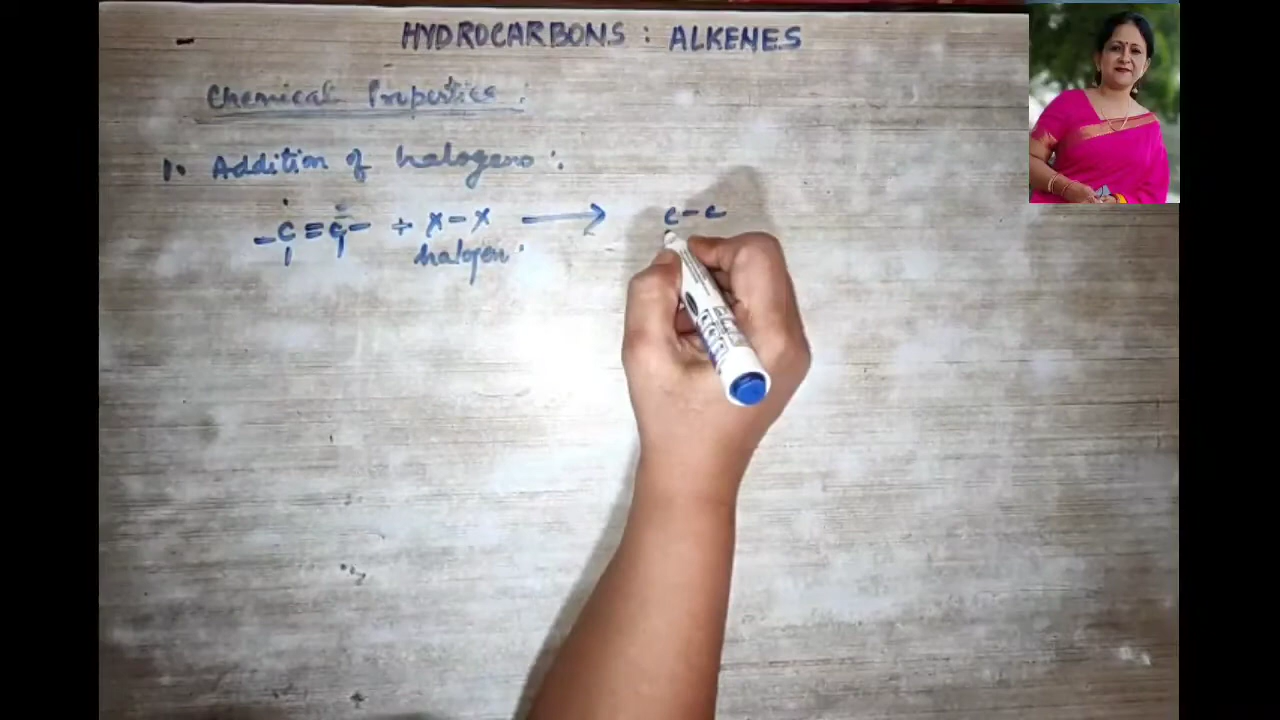 HYDROCARBONS : ALKENES
Chemical Properties :
1. Addition of halogens :
-C=C- + X-X ⟶ C-C
halogen